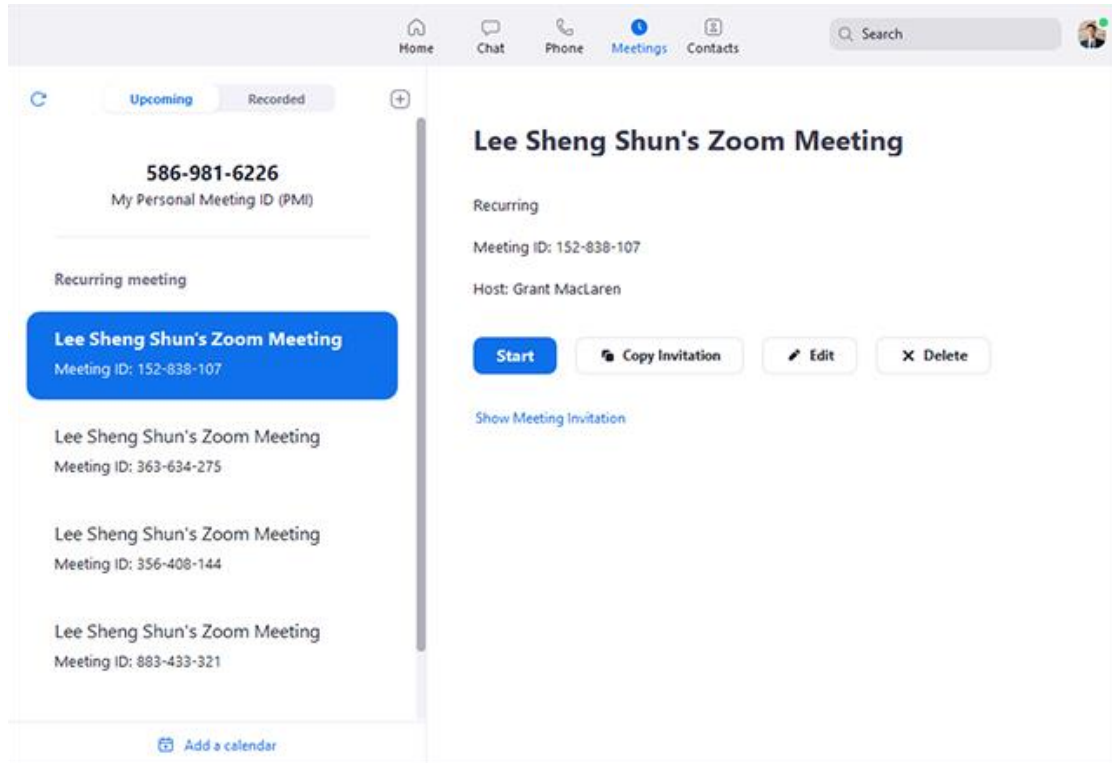 Home Chat Phone Meetings Contacts Search
Upcoming Recorded
586-981-6226
My Personal Meeting ID (PMI)
Recurring meeting
Lee Sheng Shun's Zoom Meeting
Meeting ID: 152-838-107
Lee Sheng Shun's Zoom Meeting
Meeting ID: 363-634-275
Lee Sheng Shun's Zoom Meeting
Meeting ID: 356-408-144
Lee Sheng Shun's Zoom Meeting
Meeting ID: 883-433-321
Add a calendar
Lee Sheng Shun's Zoom Meeting
Recurring
Meeting ID: 152-838-107
Host: Grant MacLaren
Start Copy Invitation Edit Delete
Show Meeting Invitation